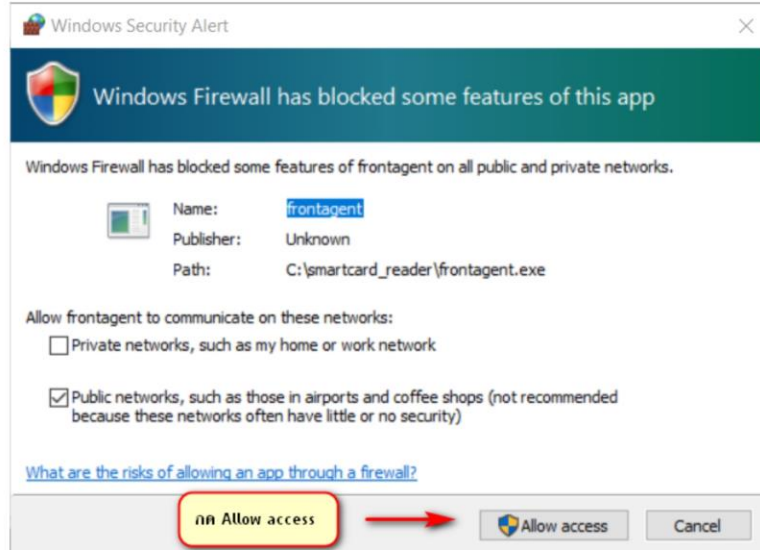 Windows Security Alert
Windows Firewall has blocked some features of this app
Windows Firewall has blocked some features of frontagent on all public and private networks.
Name: frontagent
Publisher: Unknown
Path: C:\smartcard_reader\frontagent.exe
Allow frontagent to communicate on these networks:
Private networks, such as my home or work network
Public networks, such as those in airports and coffee shops (not recommended
because these networks often have little or no security)
What are the risks of allowing an app through a firewall?
กด Allow access
Allow access
Cancel